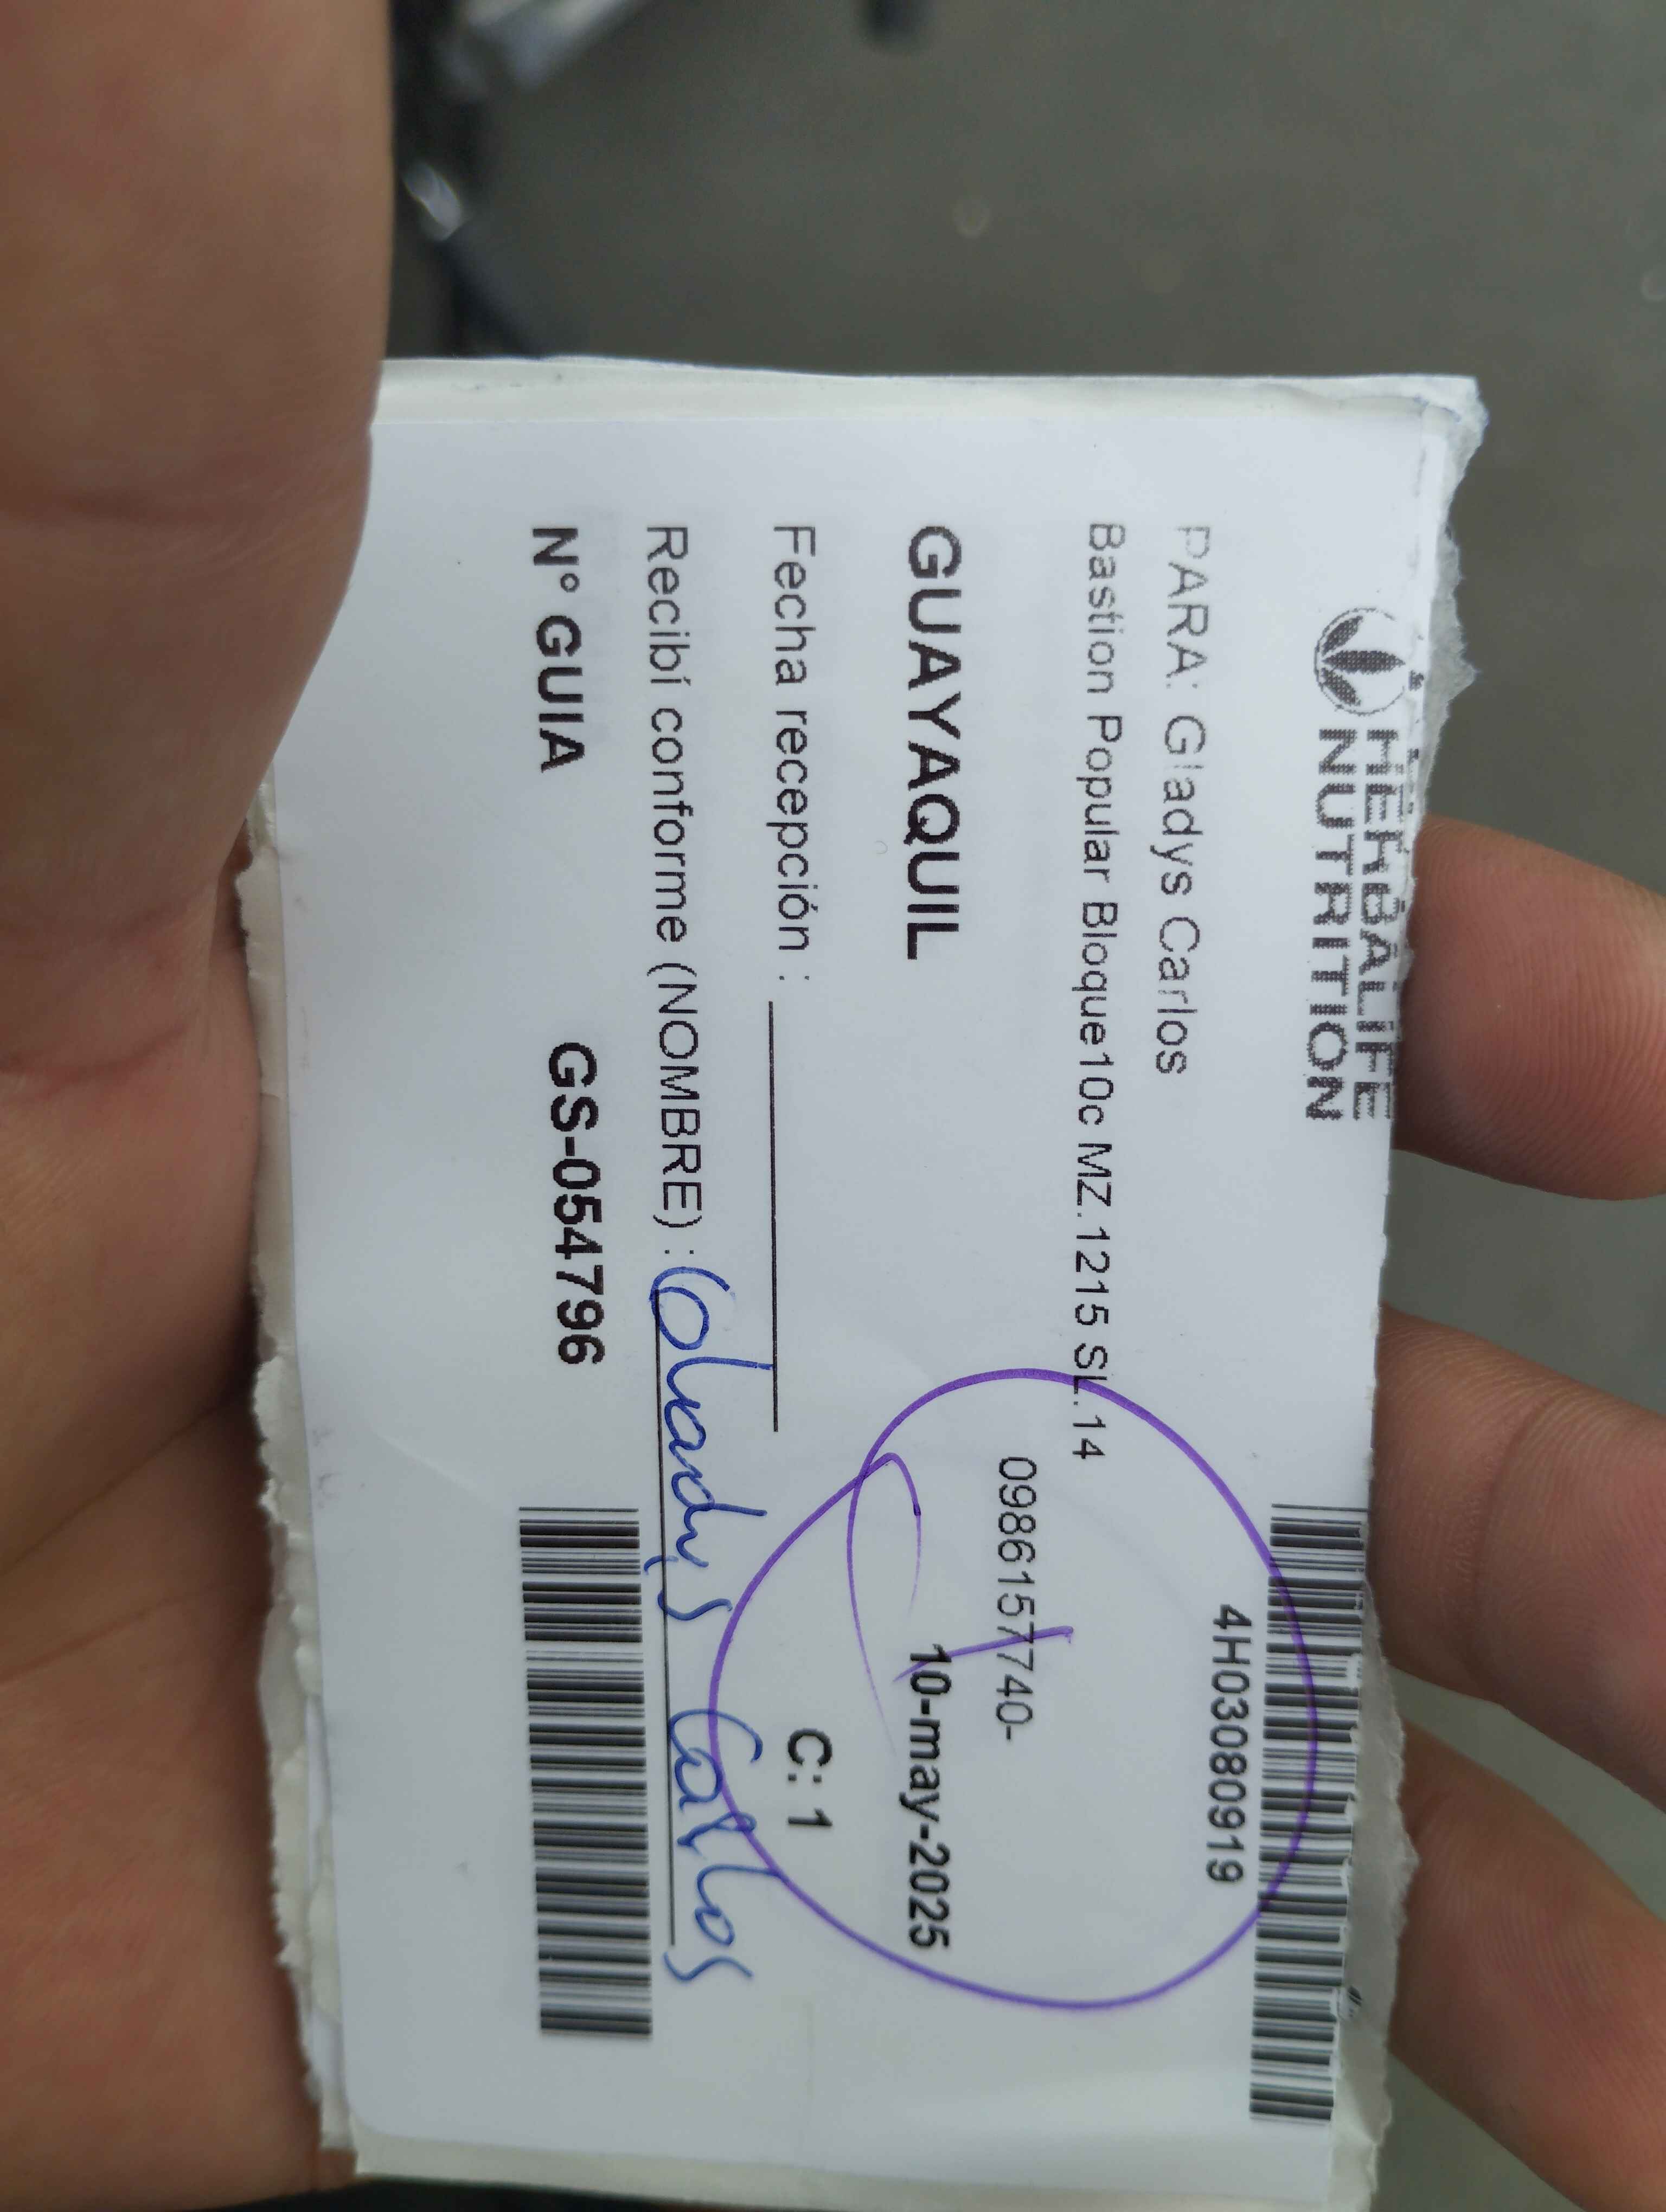 HERBALIFE
NUTRITION
4H03080919
PARA: Gladys Carlos
Bastion Popular Bloque10c MZ.1215 SL.14
0986157740-
GUAYAQUIL
10-may-2025
Fecha recepción :
C: 1
Recibí conforme (NOMBRE) : Gladys Carlos
N° GUIA GS-054796